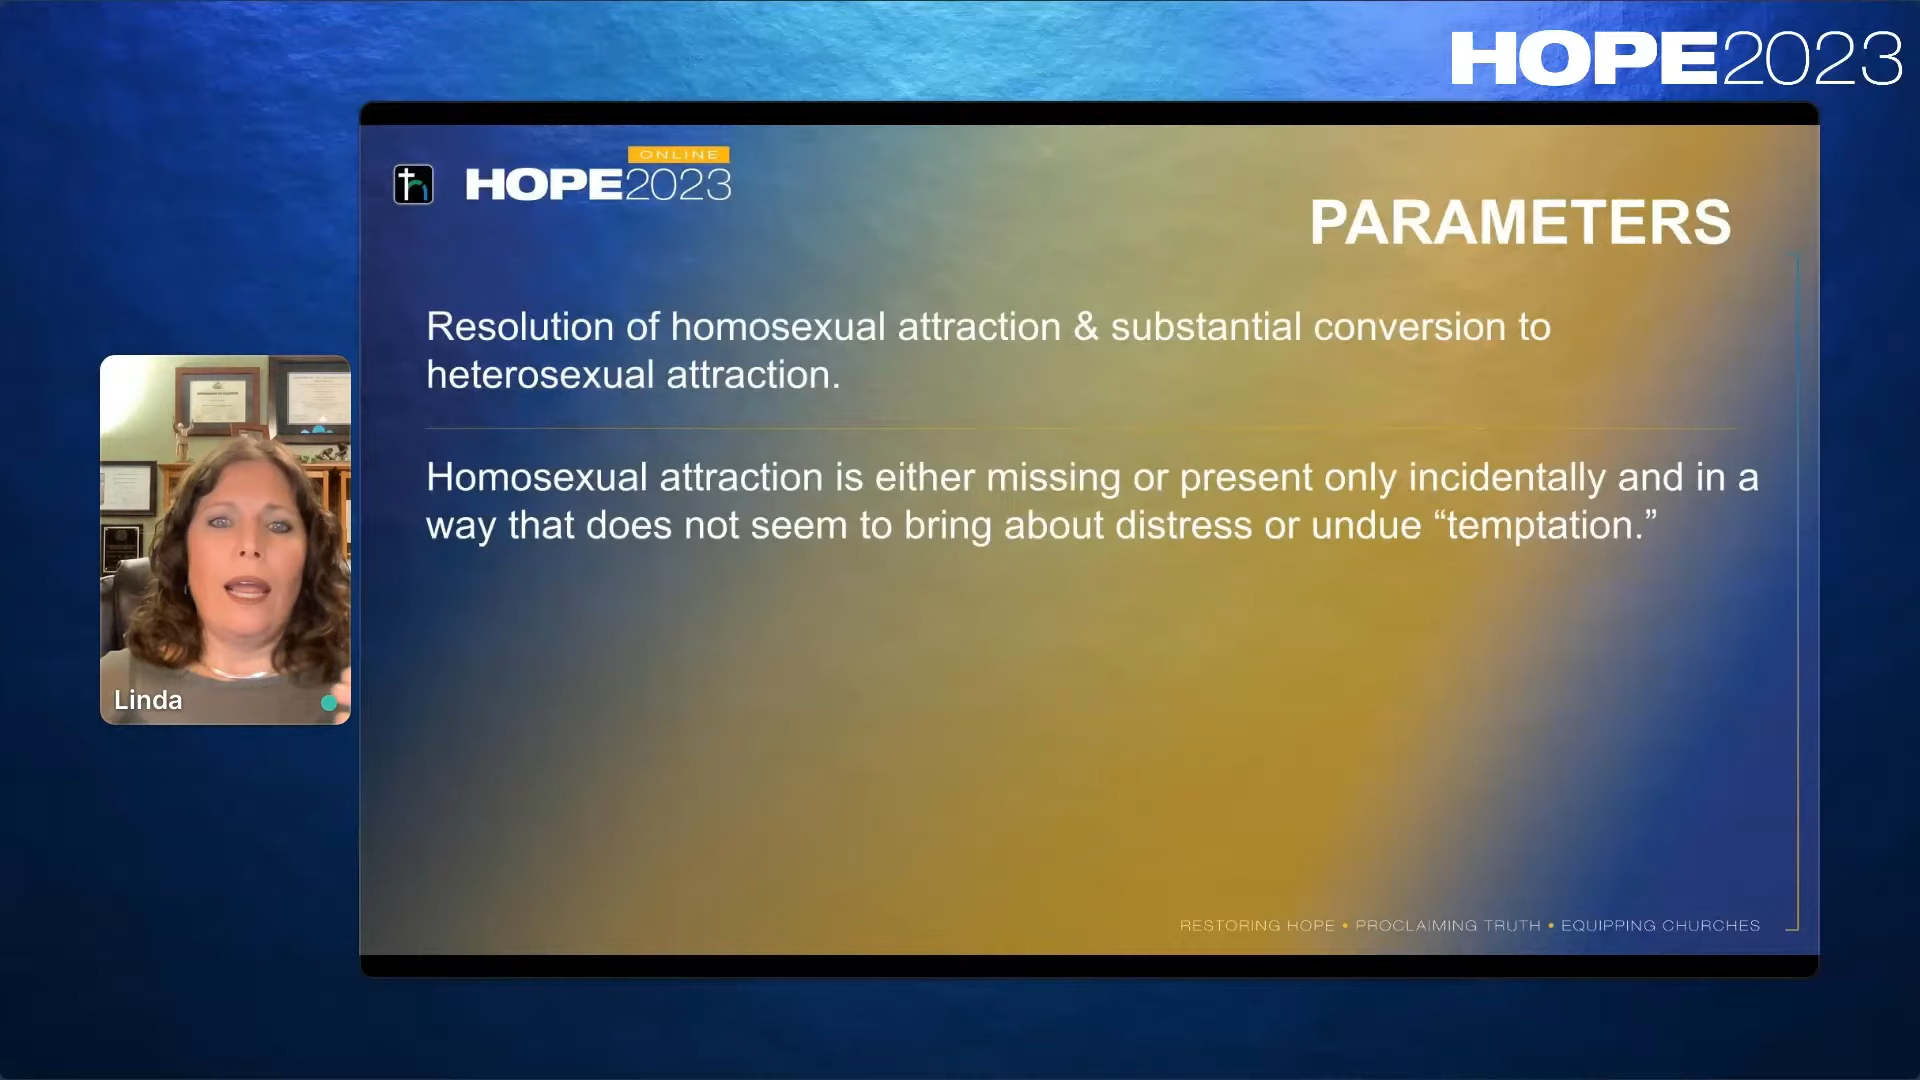 HOPE2023
ONLINE
HOPE2023
PARAMETERS
Resolution of homosexual attraction & substantial conversion to
heterosexual attraction.
Homosexual attraction is either missing or present only incidentally and in a
way that does not seem to bring about distress or undue “temptation.”
Linda
RESTORING HOPE • PROCLAIMING TRUTH • EQUIPPING CHURCHES